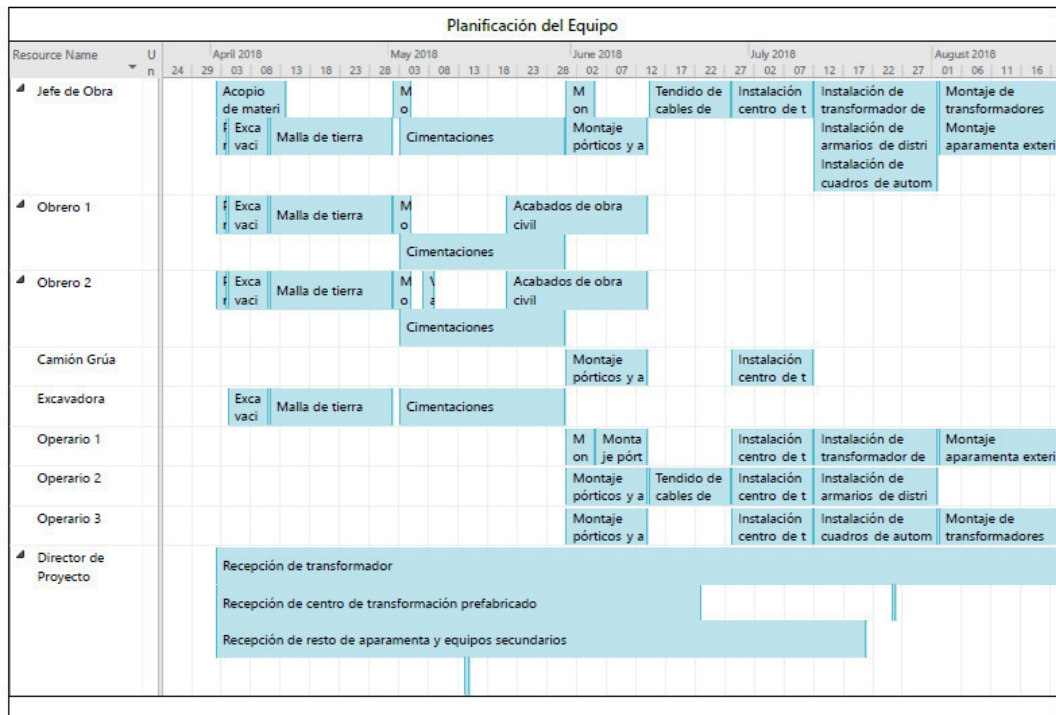 Planificación del Equipo
Resource Name U n
April 2018 May 2018 June 2018 July 2018 August 2018
24 29 03 08 13 18 23 28 03 08 13 18 23 28 02 07 12 17 22 27 02 07 12 17 22 27 01 06 11 16
Jefe de Obra
Acopio M M Tendido de Instalación Instalación de Montaje de
de materi o on cables de centro de t transformador de transformadores
Exca Malla de tierra Cimentaciones Montaje Instalación de Montaje
vaci pórticos y a armarios de distri aparamenta exteri
Instalación de
cuadros de autom
Obrero 1
Exca Malla de tierra M Acabados de obra
vaci o civil
Cimentaciones
Obrero 2
Exca Malla de tierra M Acabados de obra
vaci o civil
Cimentaciones
Camión Grúa
Montaje Instalación
pórticos y a centro de t
Excavadora
Exca Malla de tierra Cimentaciones
vaci
Operario 1
M Monta Instalación Instalación de Montaje
on je pórt centro de t transformador de aparamenta exteri
Operario 2
Montaje Tendido de Instalación Instalación de
pórticos y a cables de centro de t armarios de distri
Operario 3
Montaje Instalación Instalación de Montaje de
pórticos y a centro de t cuadros de autom transformadores
Director de
Proyecto
Recepción de transformador
Recepción de centro de transformación prefabricado
Recepción de resto de aparamenta y equipos secundarios